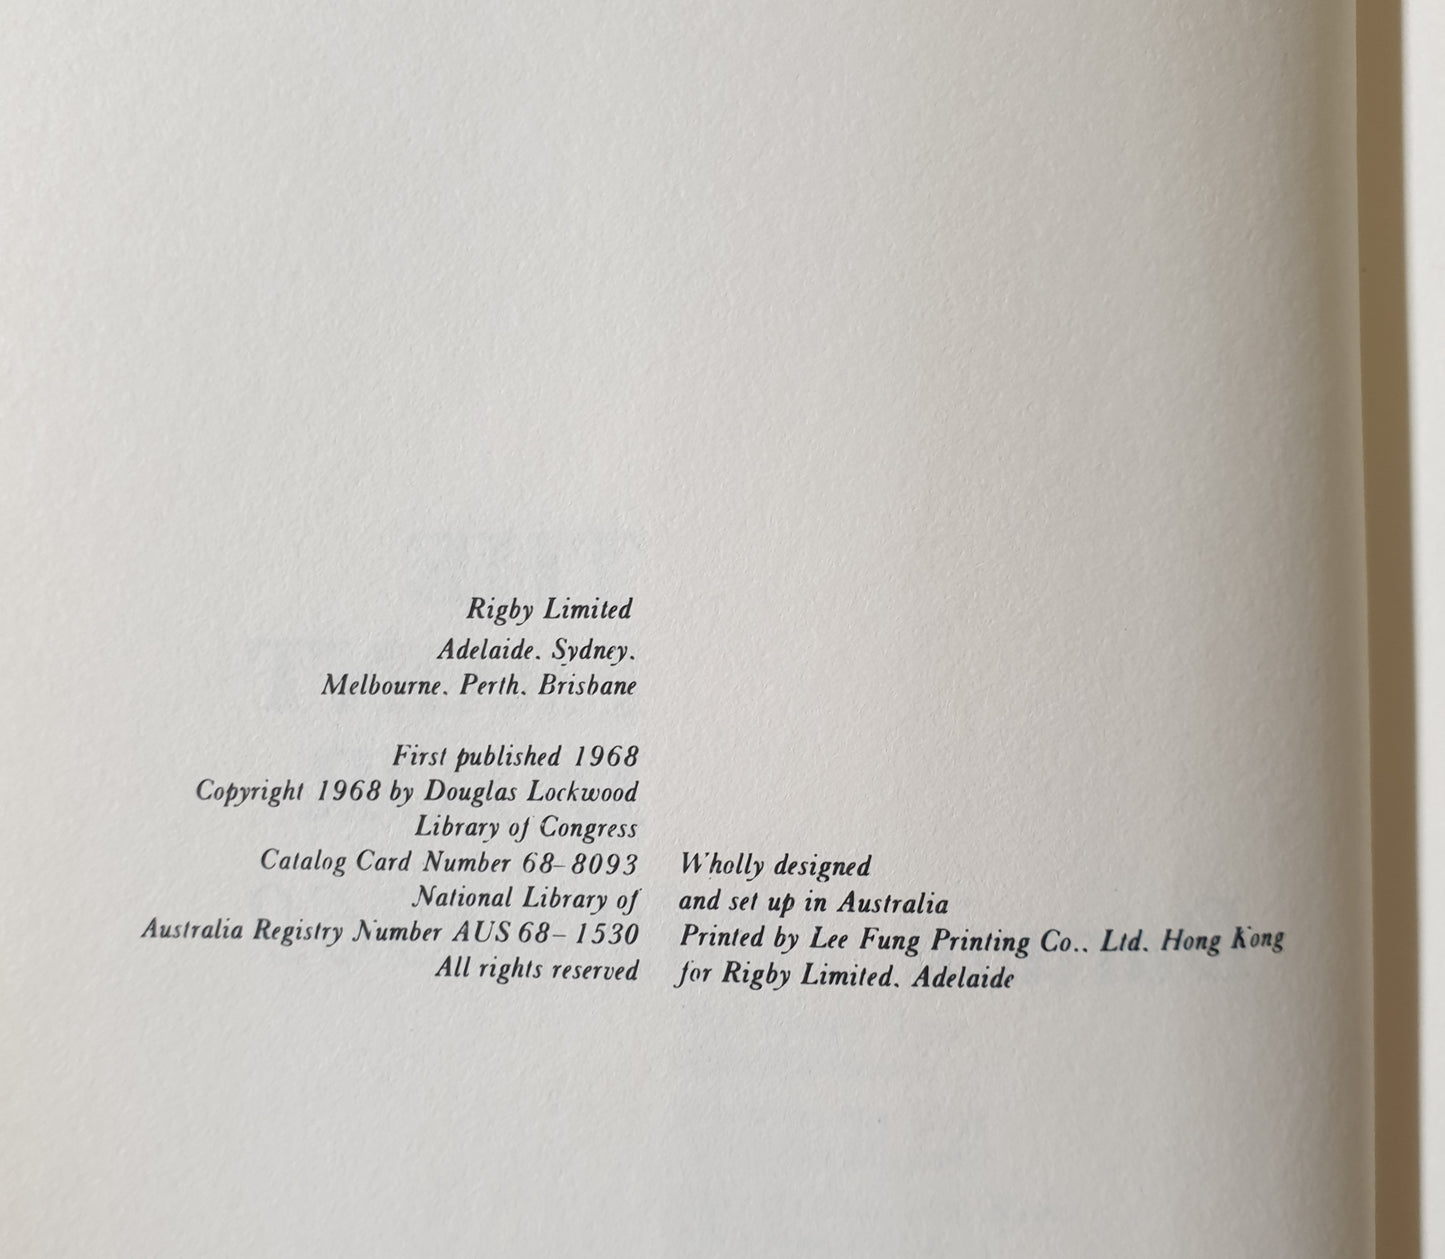 Rigby Limited
Adelaide. Sydney.
Melbourne. Perth. Brisbane
First published 1968
Copyright 1968 by Douglas Lockwood
Library of Congress
Catalog Card Number 68-8093
National Library of
Australia Registry Number AUS 68-1530
All rights reserved
Wholly designed
and set up in Australia
Printed by Lee Fung Printing Co.. Ltd. Hong Kong
for Rigby Limited. Adelaide